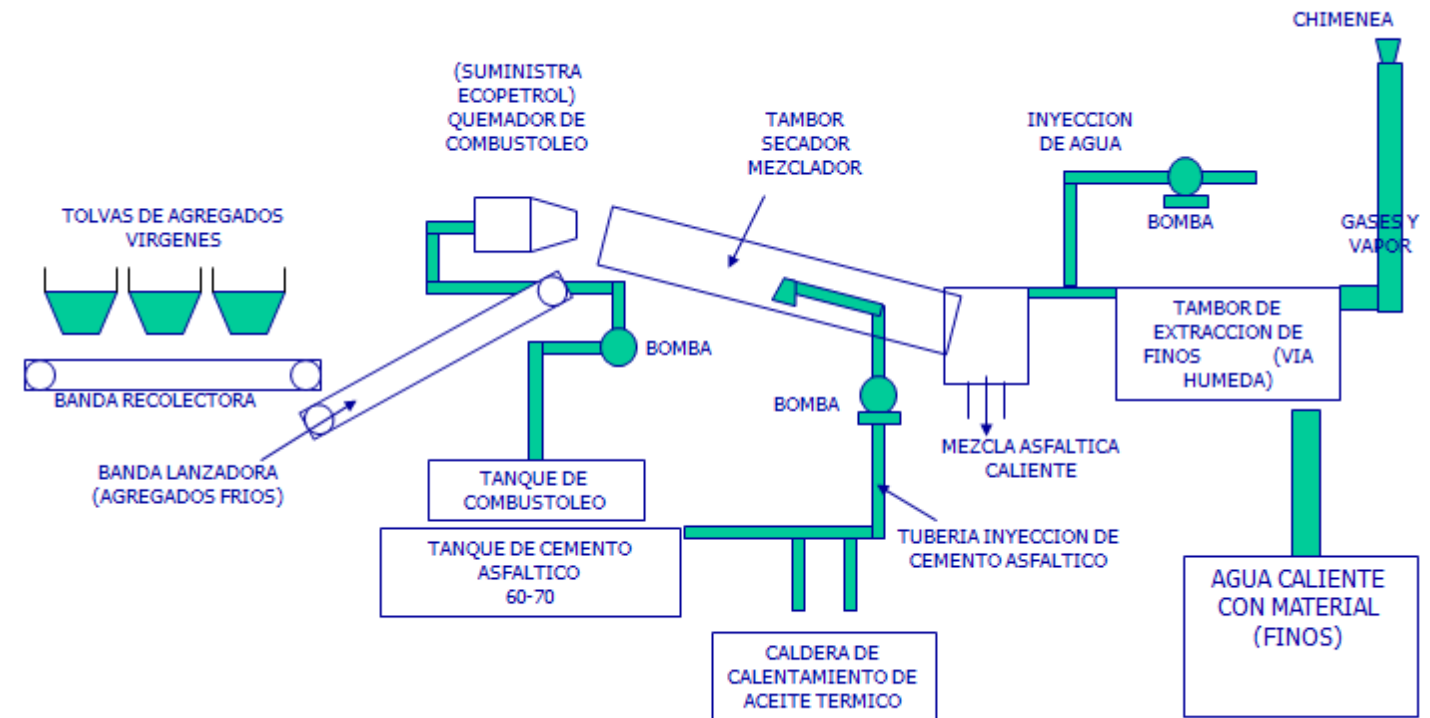 CHIMENEA
(SUMINISTRA
ECOPETROL)
QUEMADOR DE
COMBUSTOLEO
TAMBOR
SECADOR
MEZCLADOR
INYECCION
DE AGUA
TOLVAS DE AGREGADOS
VIRGENES
BOMBA
GASES Y
VAPOR
TAMBOR DE
EXTRACCION DE
FINOS (VIA
HUMEDA)
BOMBA
BANDA RECOLECTORA
BOMBA
MEZCLA ASFALTICA
CALIENTE
BANDA LANZADORA
(AGREGADOS FRIOS)
TANQUE DE
COMBUSTOLEO
TUBERIA INYECCION DE
CEMENTO ASFALTICO
TANQUE DE CEMENTO
ASFALTICO
60-70
AGUA CALIENTE
CON MATERIAL
(FINOS)
CALDERA DE
CALENTAMIENTO DE
ACEITE TERMICO